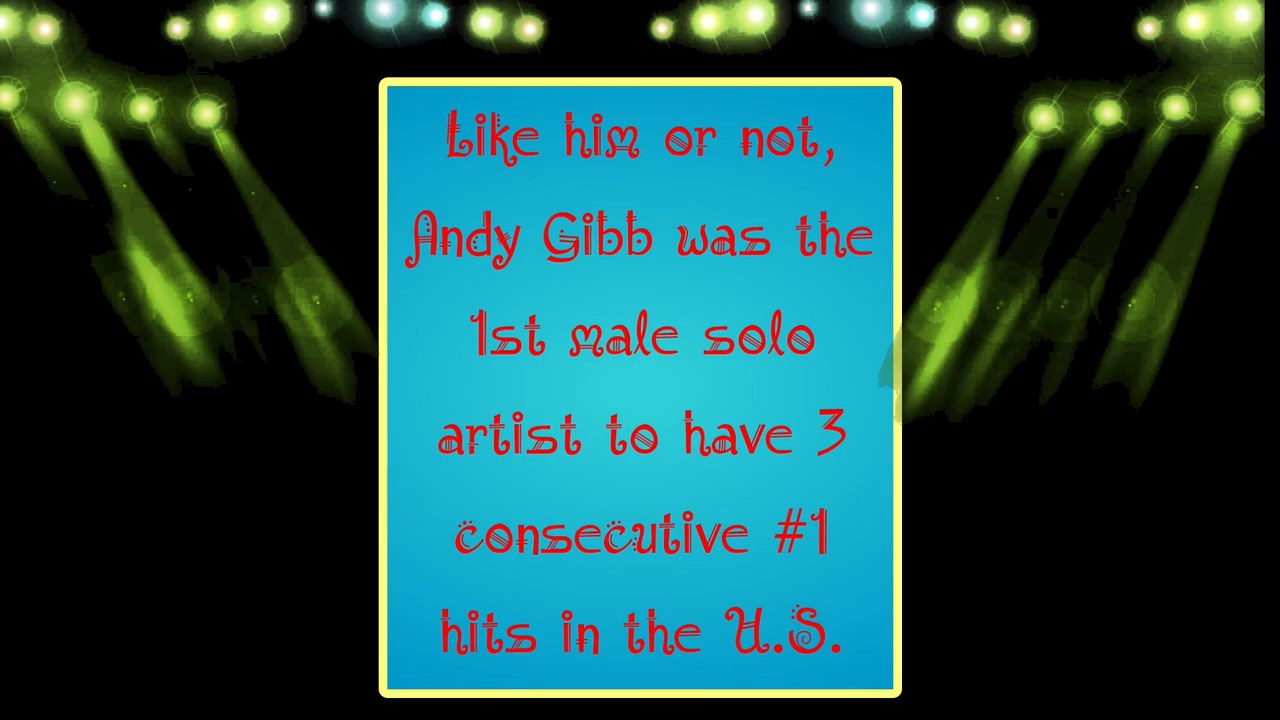 Like him or not,
Andy Gibb was the
1st male solo
artist to have 3
consecutive #1
hits in the U.S.